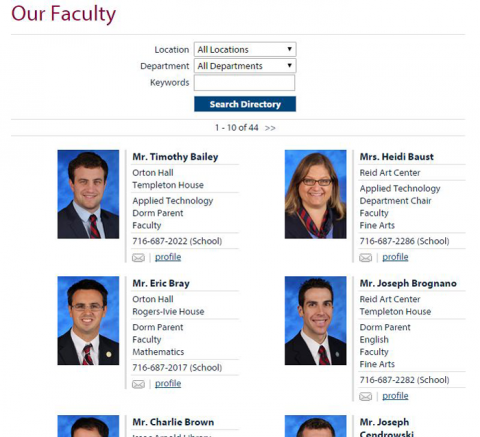 Our Faculty
Location
All Locations
Department
All Departments
Keywords
Search Directory
1 - 10 of 44 >>
Mr. Timothy Bailey
Orton Hall
Templeton House
Applied Technology
Dorm Parent
Faculty
716-687-2022 (School)
| profile
Mrs. Heidi Baust
Reid Art Center
Applied Technology
Department Chair
Faculty
Fine Arts
716-687-2286 (School)
| profile
Mr. Eric Bray
Orton Hall
Rogers-Ivie House
Dorm Parent
Faculty
Mathematics
716-687-2017 (School)
| profile
Mr. Joseph Brognano
Reid Art Center
Templeton House
Dorm Parent
English
Faculty
Fine Arts
716-687-2282 (School)
| profile
Mr. Charlie Brown
Mr. Joseph
Cendrowski